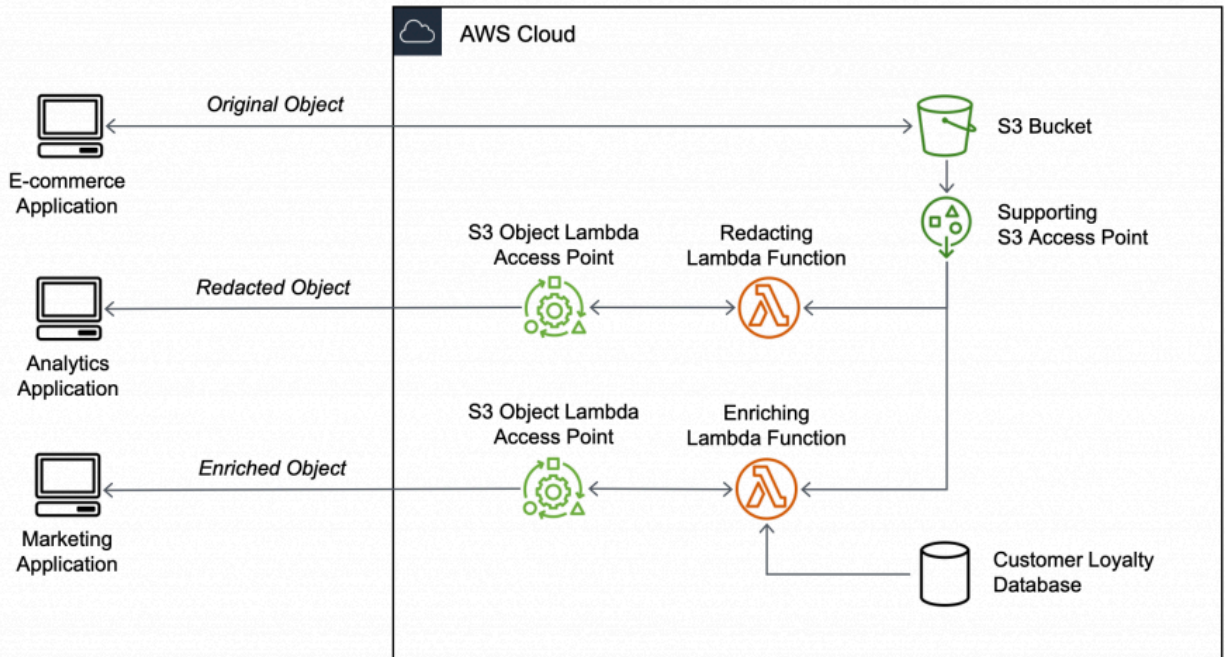 AWS Cloud
Original Object
S3 Bucket
E-commerce
Application
Supporting
S3 Access Point
S3 Object Lambda
Access Point
Redacting
Lambda Function
Redacted Object
Analytics
Application
S3 Object Lambda
Access Point
Enriching
Lambda Function
Enriched Object
Marketing
Application
Customer Loyalty
Database